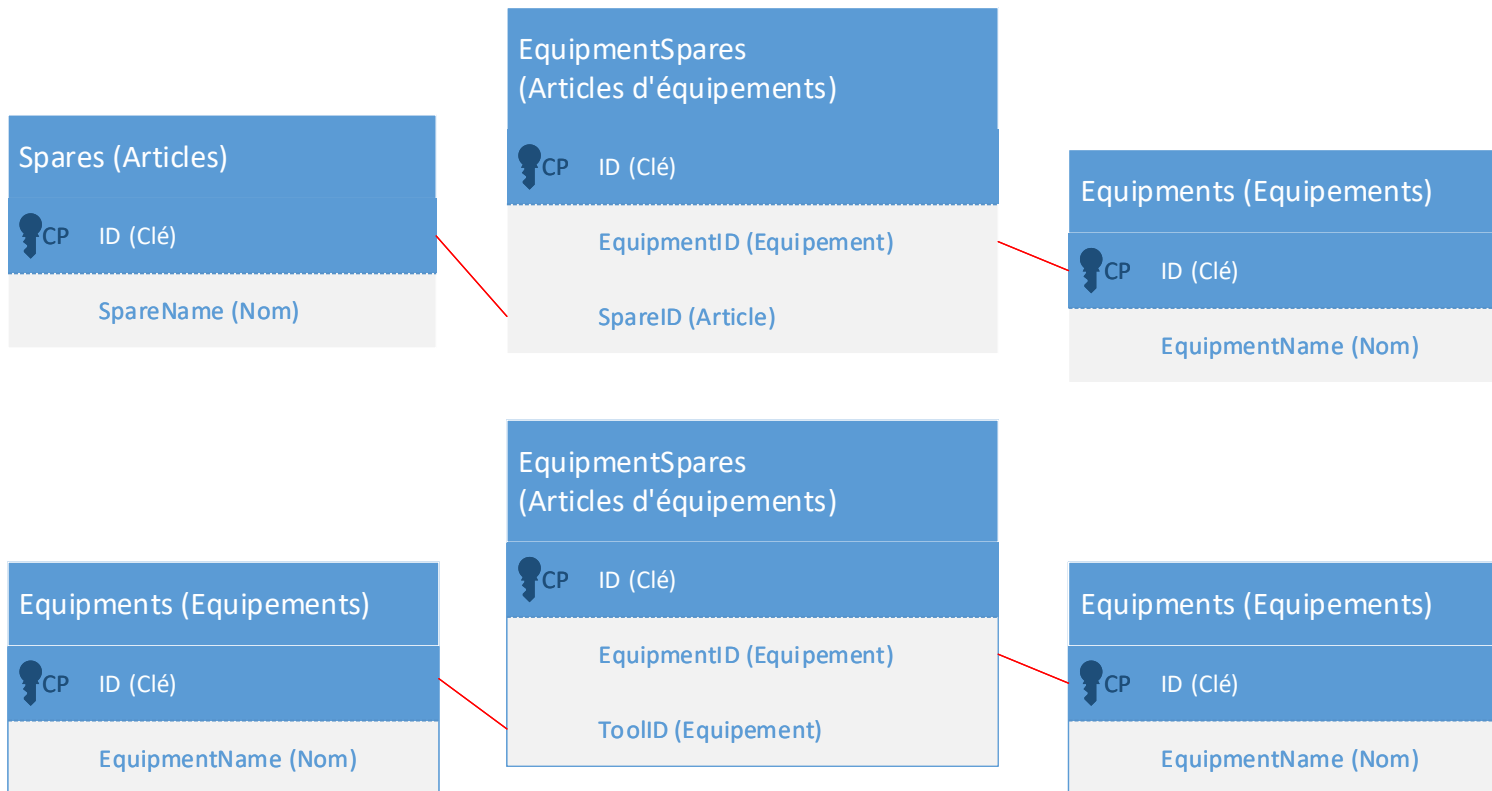 EquipmentSpares
(Articles d'équipements)
CP ID (Clé)
EquipmentID (Equipement)
SpareID (Article)
Spares (Articles)
CP ID (Clé)
SpareName (Nom)
Equipments (Equipements)
CP ID (Clé)
EquipmentName (Nom)
EquipmentSpares
(Articles d'équipements)
CP ID (Clé)
EquipmentID (Equipement)
ToolID (Equipement)
Equipments (Equipements)
CP ID (Clé)
EquipmentName (Nom)
Equipments (Equipements)
CP ID (Clé)
EquipmentName (Nom)